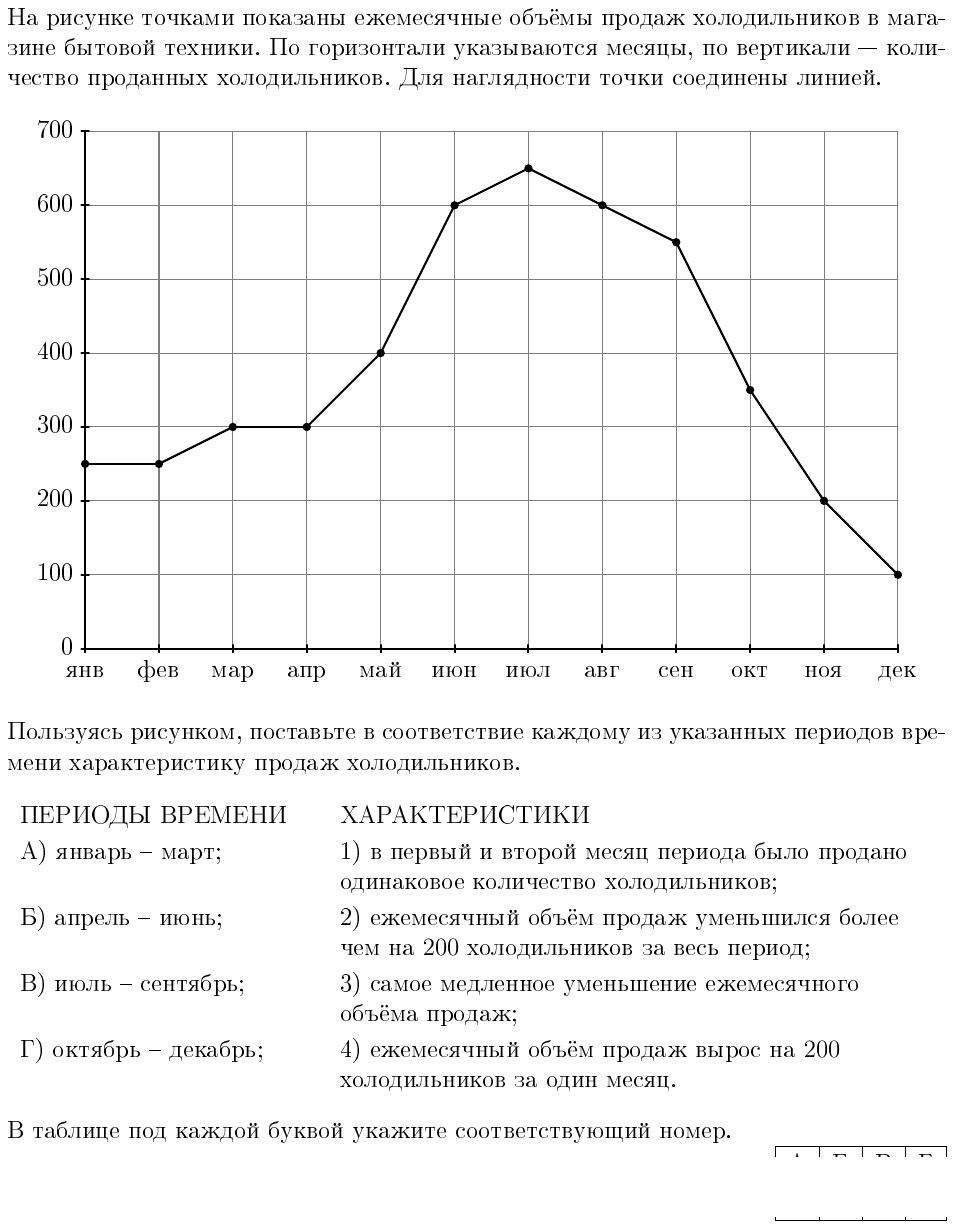 На рисунке точками показаны ежемесячные объёмы продаж холодильников в мага-
зине бытовой техники. По горизонтали указываются месяцы, по вертикали — коли-
чество проданных холодильников. Для наглядности точки соединены линией.
700
600
500
400
300
200
100
0
янв фев мар апр май июн июл авг сен окт ноя дек
Пользуясь рисунком, поставьте в соответствие каждому из указанных периодов вре-
мени характеристику продаж холодильников.
ПЕРИОДЫ ВРЕМЕНИ ХАРАКТЕРИСТИКИ
А) январь – март; 1) в первый и второй месяц периода было продано
одинаковое количество холодильников;
Б) апрель – июнь; 2) ежемесячный объём продаж уменьшился более
чем на 200 холодильников за весь период;
В) июль – сентябрь; 3) самое медленное уменьшение ежемесячного
объёма продаж;
Г) октябрь – декабрь; 4) ежемесячный объём продаж вырос на 200
холодильников за один месяц.
В таблице под каждой буквой укажите соответствующий номер.